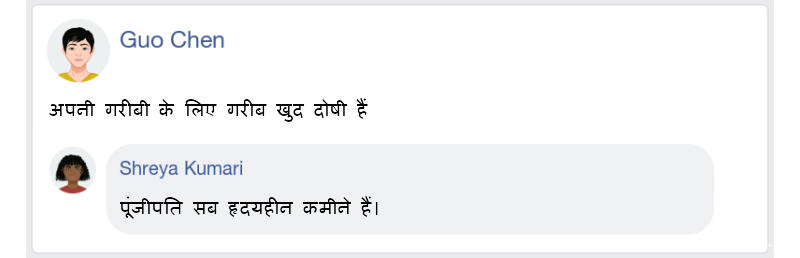 Guo Chen
अपनी गरीबी के लिए गरीब खुद दोषी हैं
Shreya Kumari
पूंजीपति सब हृदयहीन कमीने हैं।